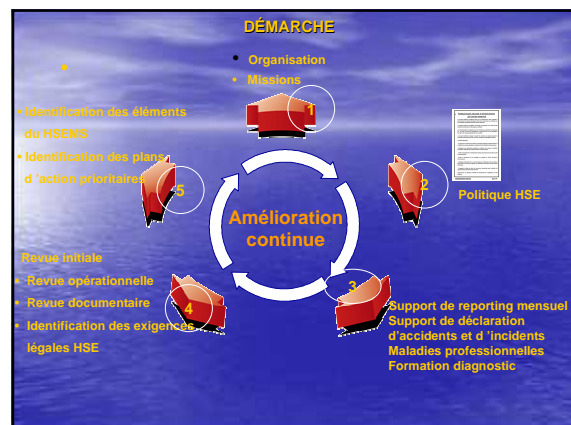 DÉMARCHE
• Organisation
• Missions
1
2
Politique HSE
3
Support de reporting mensuel
Support de déclaration
d'accidents et d 'incidents
Maladies professionnelles
Formation diagnostic
4
Revue initiale
• Revue opérationnelle
• Revue documentaire
• Identification des exigences
légales HSE
5
• Identification des éléments
du HSEMS
• Identification des plans
d 'action prioritaires
Amélioration
continue